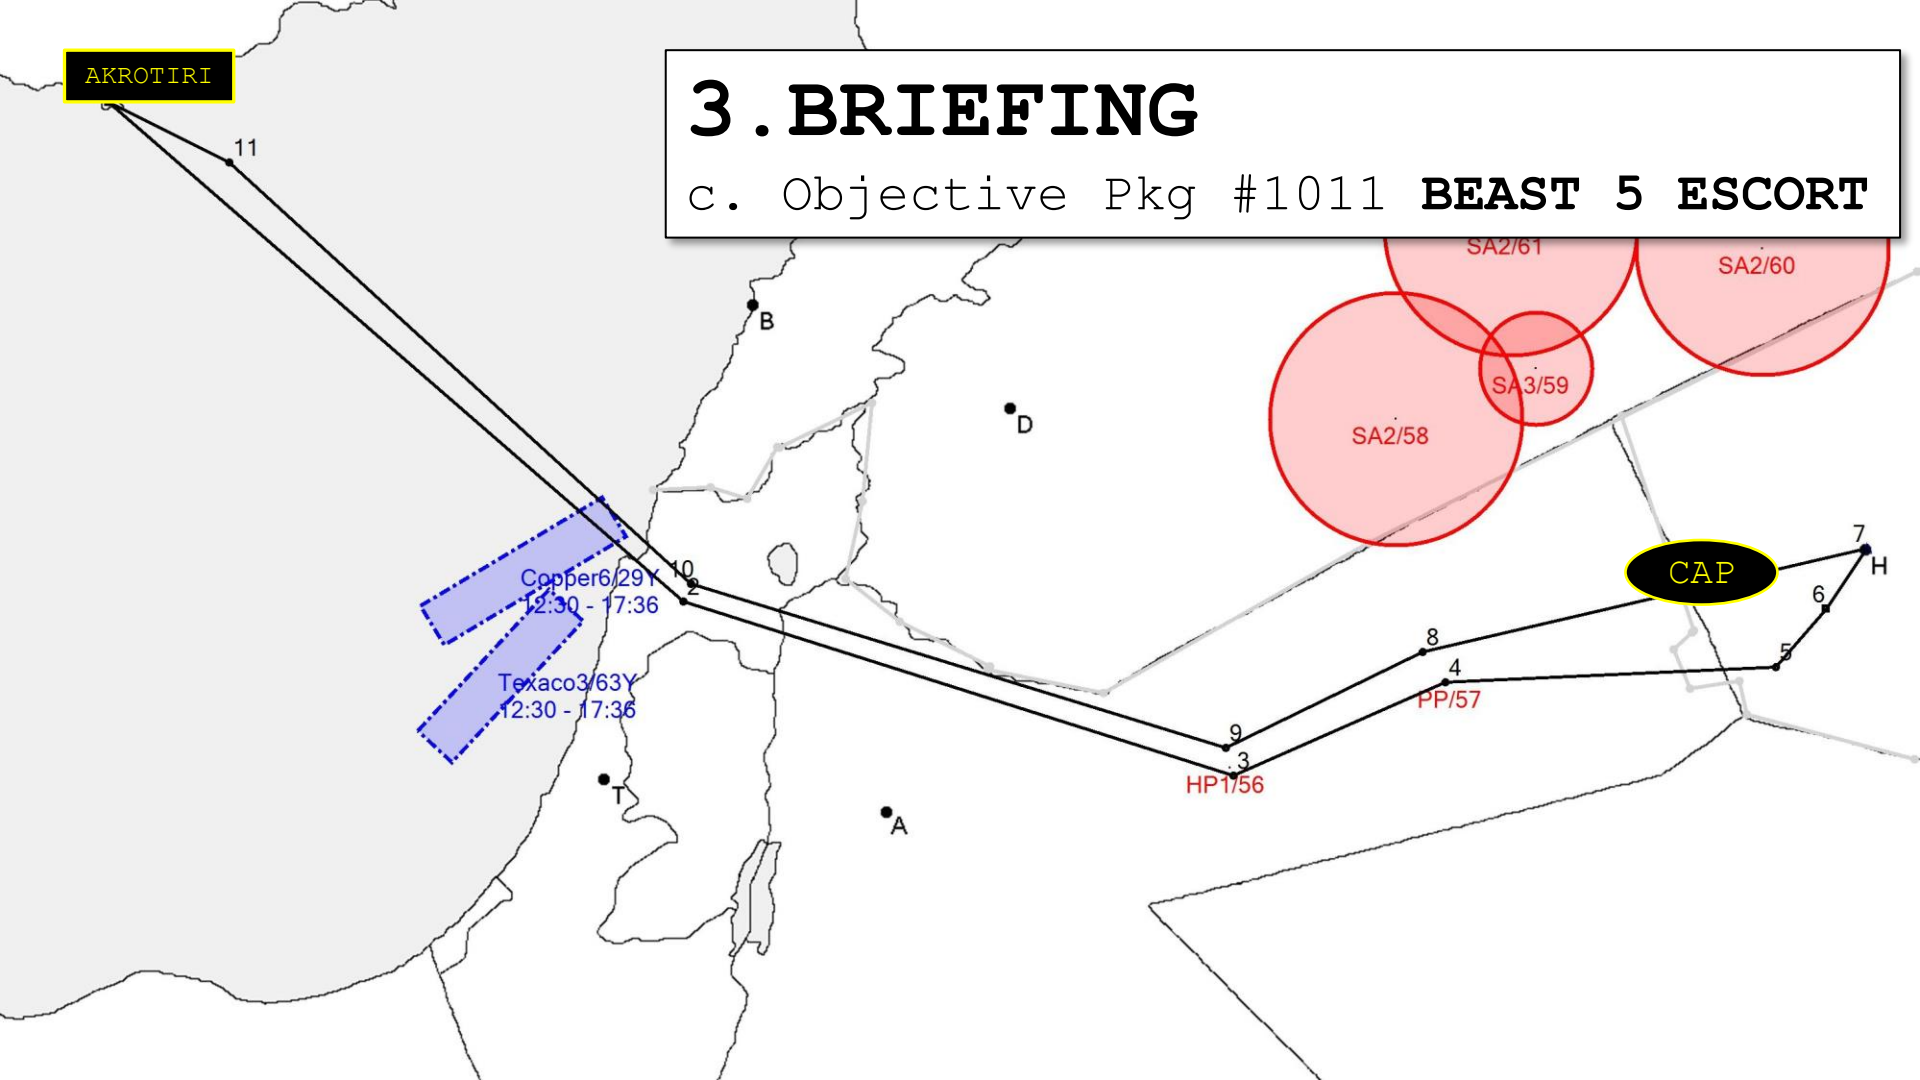 AKROTIRI
3.BRIEFING
c. Objective Pkg #1011 BEAST 5 ESCORT
11
SA2/61
SA2/60
B
SA3/59
D
SA2/58
7
H
CAP
10
Copper6/29Y
12:30 - 17:36
2
6
8
5
4
PP/57
Texaco3/63Y
12:30 - 17:36
9
3
HP1/56
T
A